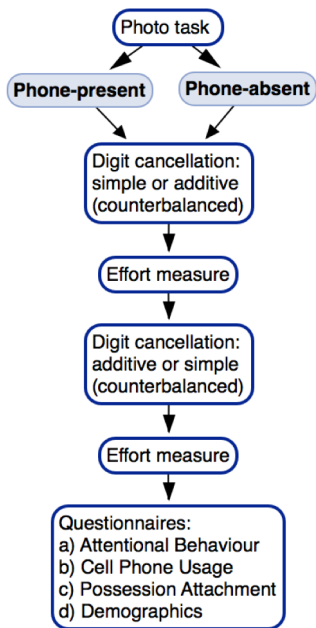 Photo task
Phone-present
Phone-absent
Digit cancellation:
simple or additive
(counterbalanced)
Effort measure
Digit cancellation:
additive or simple
(counterbalanced)
Effort measure
Questionnaires:
a) Attentional Behaviour
b) Cell Phone Usage
c) Possession Attachment
d) Demographics